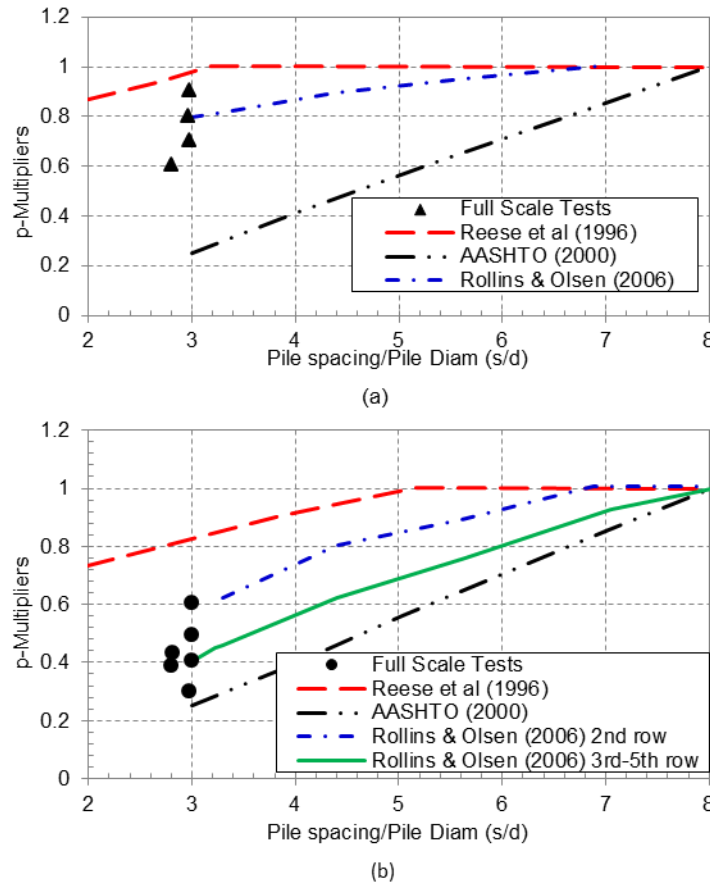 1.2
1
0.8
0.6
0.4
0.2
0
p-Multipliers
Full Scale Tests
Reese et al (1996)
AASHTO (2000)
Rollins & Olsen (2006)
2 3 4 5 6 7 8
Pile spacing/Pile Diam (s/d)
(a)
1.2
1
0.8
0.6
0.4
0.2
0
p-Multipliers
Full Scale Tests
Reese et al (1996)
AASHTO (2000)
Rollins & Olsen (2006) 2nd row
Rollins & Olsen (2006) 3rd-5th row
2 3 4 5 6 7 8
Pile spacing/Pile Diam (s/d)
(b)